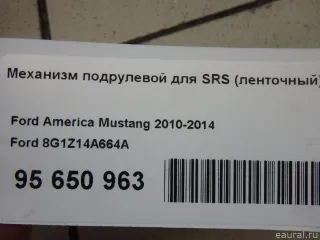 Механизм подрулевой для SRS (ленточный)
Ford America Mustang 2010-2014
Ford 8G1Z14A664A
95 650 963
eaural.ru